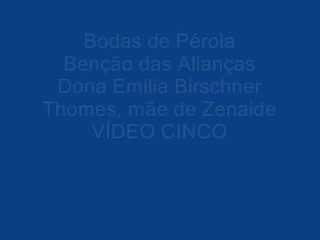 Bodas de Pérola
Benção das Alianças
Dona Emília Birschner
Thomes, mãe de Zenaide
VÍDEO CINCO